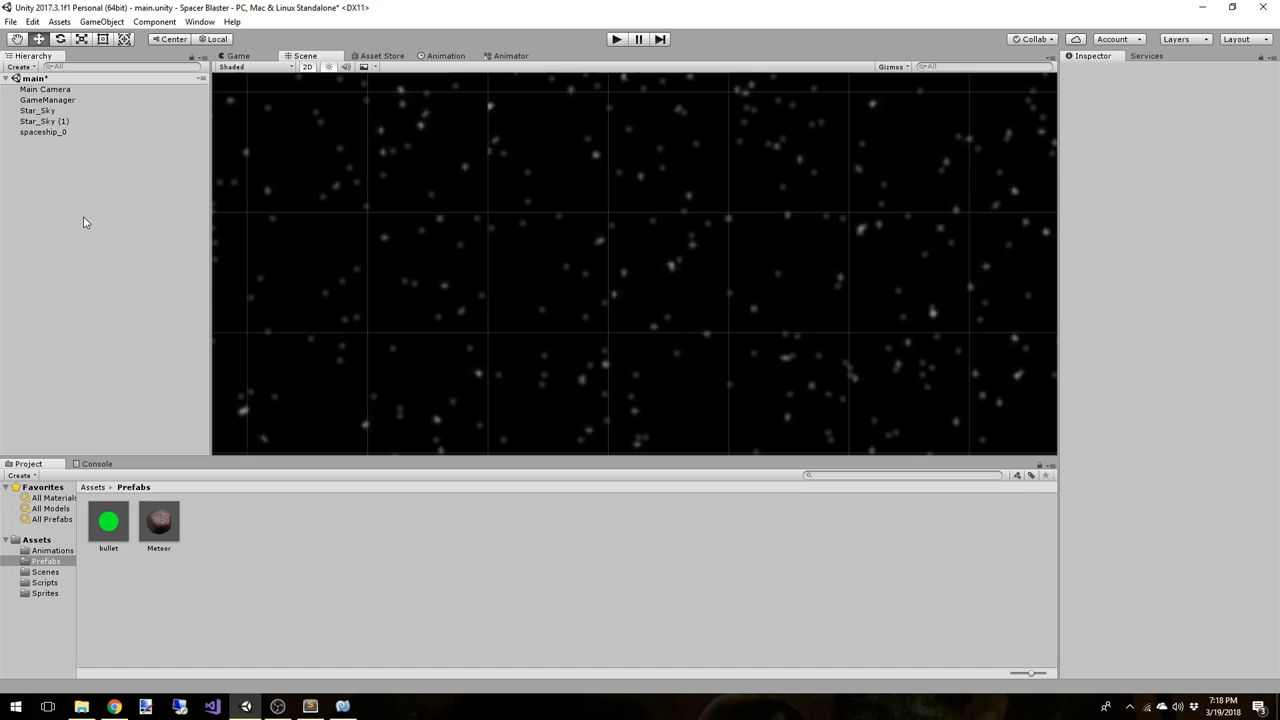 Unity 2017.3.1f1 Personal (64bit) - main.unity - Spacer Blaster - PC, Mac & Linux Standalone* <DX11>
File Edit Assets GameObject Component Window Help
Center Local Collab Account Layers Layout
Hierarchy Game Scene Asset Store Animation Animator Inspector Services
Create All Shaded 2D Gizmos All
main*
Main Camera
GameManager
Star_Sky
Star_Sky (1)
spaceship_0
Project Console
Create
Favorites
All Materials
All Models
All Prefabs
Assets
Animations
Prefabs
Scenes
Scripts
Sprites
Assets Prefabs
bullet Meteor
7:18 PM
3/19/2018
3